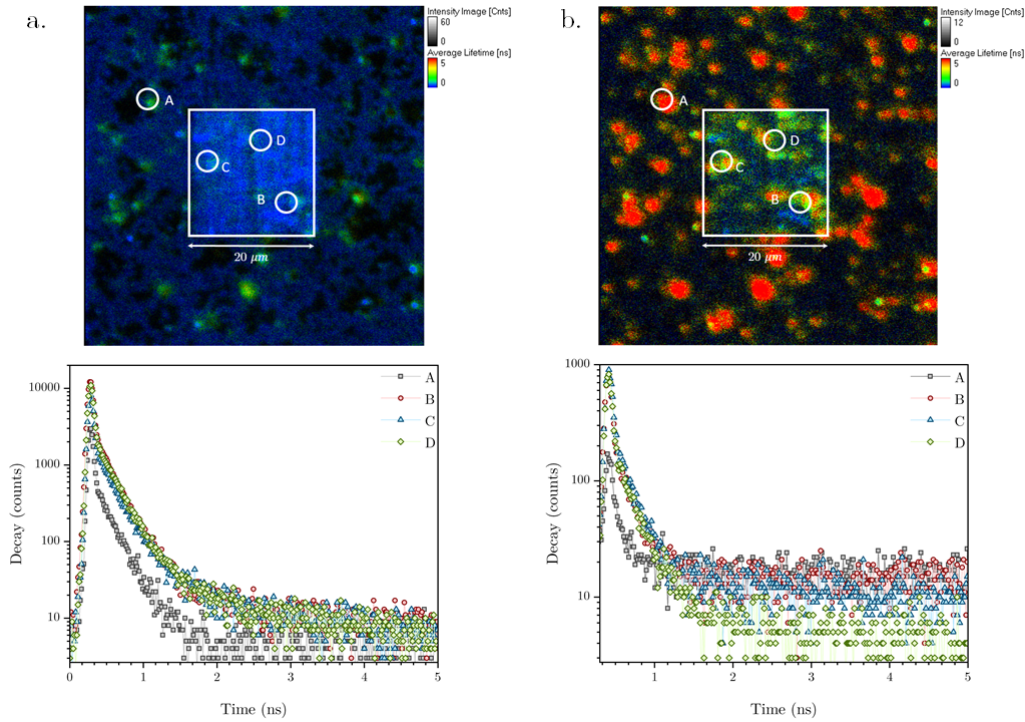 a.
Intensity Image [Cnts]
60
0
Average Lifetime [ns]
5
0
A
D
C
B
20 μm
b.
Intensity Image [Cnts]
12
0
Average Lifetime [ns]
5
0
A
D
C
B
20 μm
10000
1000
100
10
Decay (counts)
0
1
2
3
4
5
Time (ns)
A
B
C
D
1000
100
10
Decay (counts)
1
2
3
4
5
Time (ns)
A
B
C
D